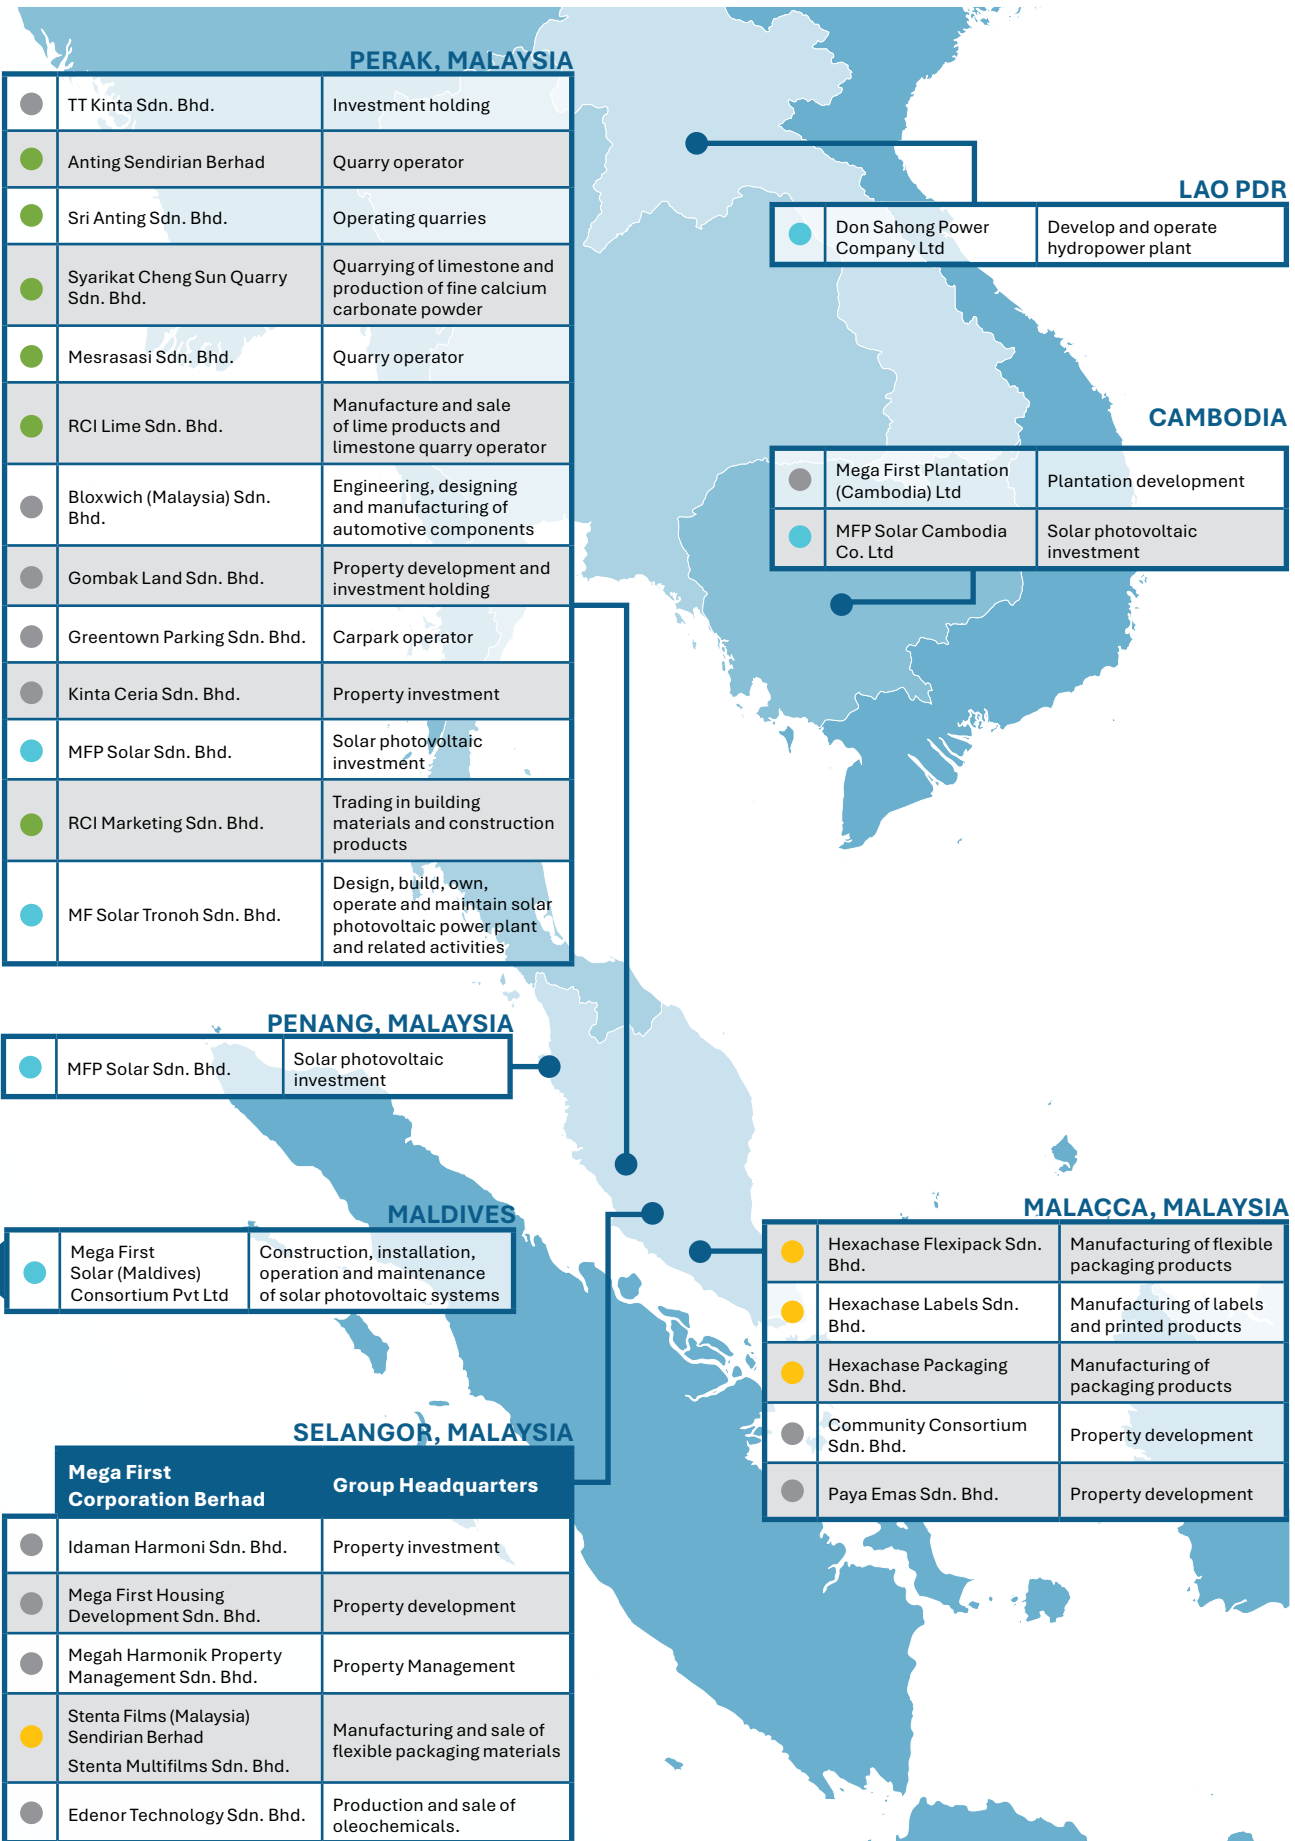 PERAK, MALAYSIA
TT Kinta Sdn. Bhd.
Investment holding
Anting Sendirian Berhad
Quarry operator
Sri Anting Sdn. Bhd.
Operating quarries
Syarikat Cheng Sun Quarry
Sdn. Bhd.
Quarrying of limestone and
production of fine calcium
carbonate powder
Mesrasasi Sdn. Bhd.
Quarry operator
RCI Lime Sdn. Bhd.
Manufacture and sale
of lime products and
limestone quarry operator
Bloxwich (Malaysia) Sdn.
Bhd.
Engineering, designing
and manufacturing of
automotive components
Gombak Land Sdn. Bhd.
Property development and
investment holding
Greentown Parking Sdn. Bhd.
Carpark operator
Kinta Ceria Sdn. Bhd.
Property investment
MFP Solar Sdn. Bhd.
Solar photovoltaic
investment
RCI Marketing Sdn. Bhd.
Trading in building
materials and construction
products
MF Solar Tronoh Sdn. Bhd.
Design, build, own,
operate and maintain solar
photovoltaic power plant
and related activities
LAO PDR
Don Sahong Power
Company Ltd
Develop and operate
hydropower plant
CAMBODIA
Mega First Plantation
(Cambodia) Ltd
Plantation development
MFP Solar Cambodia
Co. Ltd
Solar photovoltaic
investment
PENANG, MALAYSIA
MFP Solar Sdn. Bhd.
Solar photovoltaic
investment
MALDIVES
Mega First
Solar (Maldives)
Consortium Pvt Ltd
Construction, installation,
operation and maintenance
of solar photovoltaic systems
MALACCA, MALAYSIA
Hexachase Flexipack Sdn.
Bhd.
Manufacturing of flexible
packaging products
Hexachase Labels Sdn.
Bhd.
Manufacturing of labels
and printed products
Hexachase Packaging
Sdn. Bhd.
Manufacturing of
packaging products
Community Consortium
Sdn. Bhd.
Property development
Paya Emas Sdn. Bhd.
Property development
SELANGOR, MALAYSIA
Mega First
Corporation Berhad
Group Headquarters
Idaman Harmoni Sdn. Bhd.
Property investment
Mega First Housing
Development Sdn. Bhd.
Property development
Megah Harmonik Property
Management Sdn. Bhd.
Property Management
Stenta Films (Malaysia)
Sendirian Berhad
Stenta Multifilms Sdn. Bhd.
Manufacturing and sale of
flexible packaging materials
Edenor Technology Sdn. Bhd.
Production and sale of
oleochemicals.